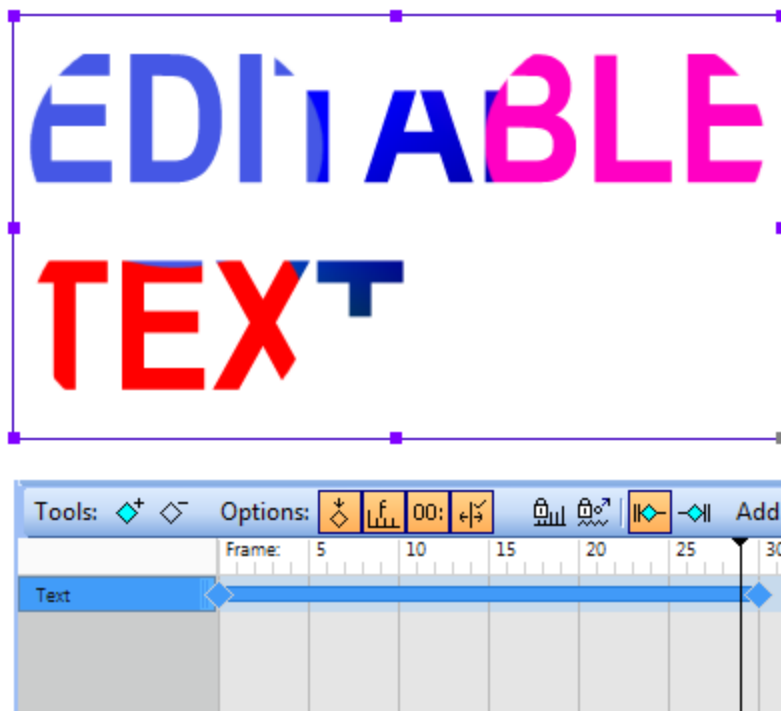 EDITABLE
TEXT
Tools: Options: 00: Add
Frame: 5 10 15 20 25 30
Text